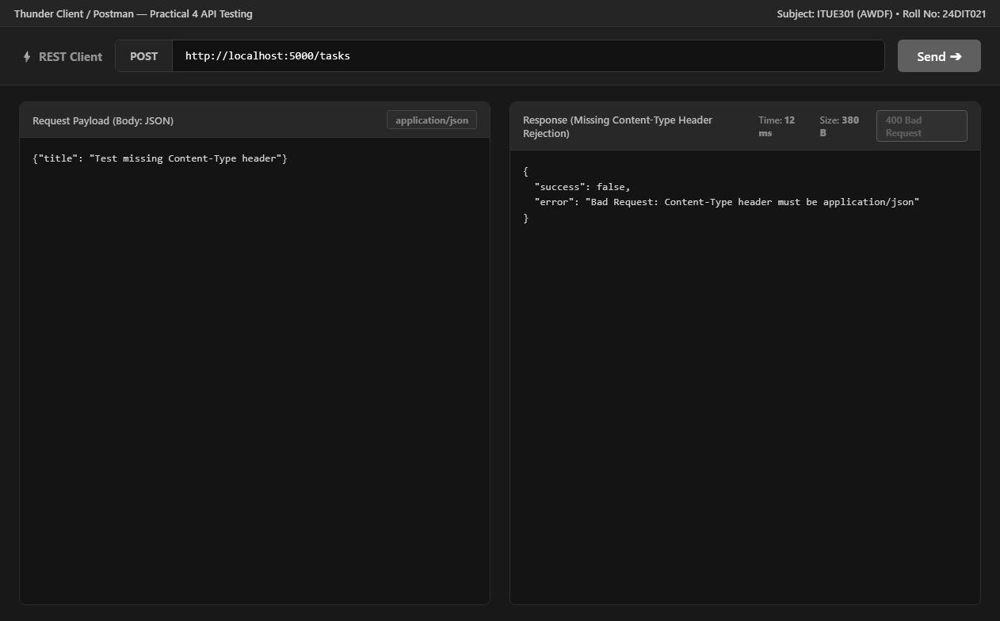 Thunder Client / Postman — Practical 4 API Testing
Subject: ITUE301 (AWDF) • Roll No: 24DIT021
REST Client
POST
http://localhost:5000/tasks
Send ➔
Request Payload (Body: JSON)
application/json
{"title": "Test missing Content-Type header"}
Response (Missing Content-Type Header
Rejection)
Time: 12
ms
Size: 380
B
400 Bad
Request
{
  "success": false,
  "error": "Bad Request: Content-Type header must be application/json"
}